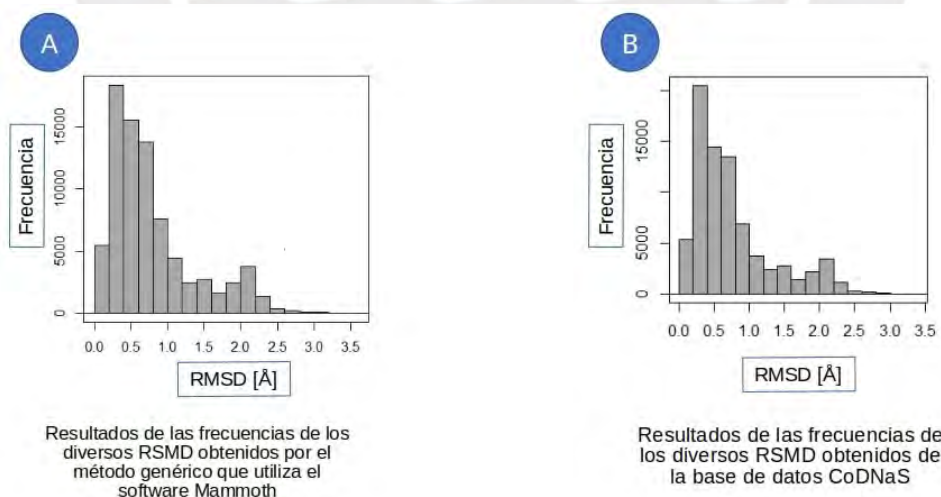 A
Frecuencia
15000
10000
5000
0
0.0 0.5 1.0 1.5 2.0 2.5 3.0 3.5
RMSD [Å]
Resultados de las frecuencias de los
diversos RSMD obtenidos por el
método genérico que utiliza el
software Mammoth
B
Frecuencia
15000
5000
0
0.0 0.5 1.0 1.5 2.0 2.5 3.0 3.5
RMSD [Å]
Resultados de las frecuencias de
los diversos RSMD obtenidos de
la base de datos CoDNaS